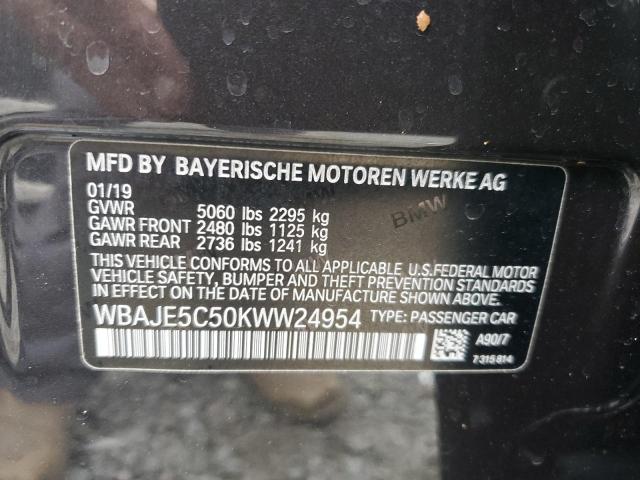 MFD BY BAYERISCHE MOTOREN WERKE AG
01/19
GVWR 5060 lbs 2295 kg
GAWR FRONT 2480 lbs 1125 kg
GAWR REAR 2736 lbs 1241 kg
BMW
THIS VEHICLE CONFORMS TO ALL APPLICABLE U.S.FEDERAL MOTOR
VEHICLE SAFETY, BUMPER AND THEFT PREVENTION STANDARDS
IN EFFECT ON THE DATE OF MANUFACTURE SHOWN ABOVE.
WBAJE5C50KWW24954 TYPE: PASSENGER CAR
A90/7
7315814